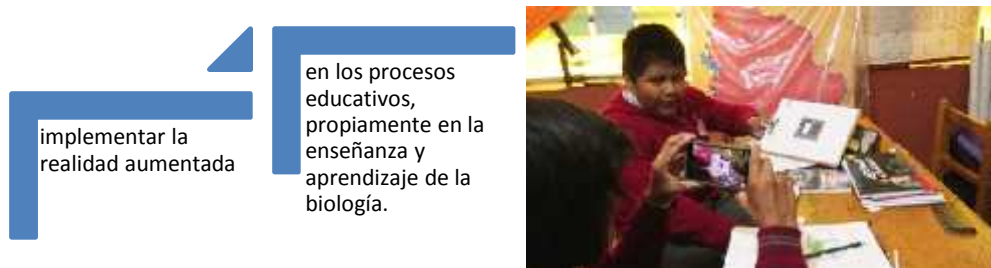 implementar la
realidad aumentada
en los procesos
educativos,
propiamente en la
enseñanza y
aprendizaje de la
biología.